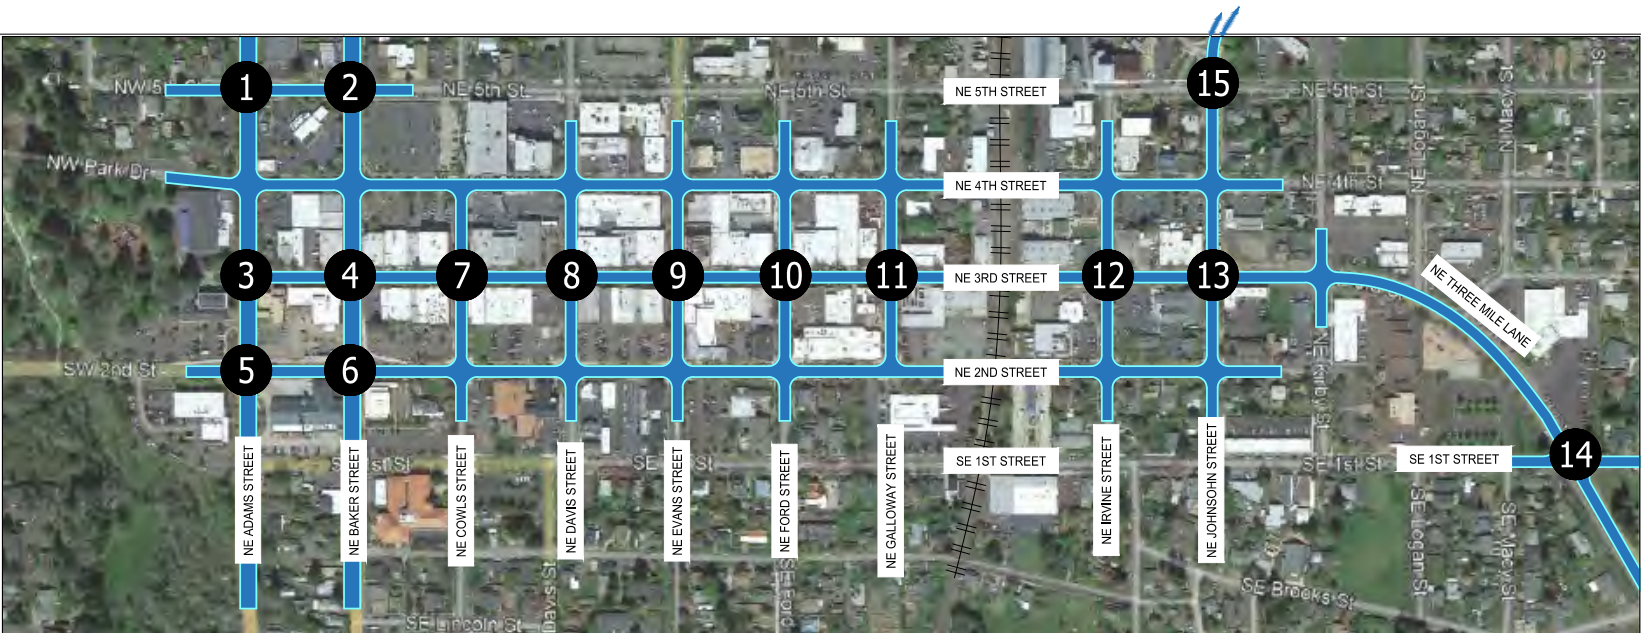 1
2
15
NW 5th St
NE 5th St
NE 5th St
NE 5TH STREET
NE 5th St
N Macy St
NE Logan St
NW Park Dr
NE 4TH STREET
NE 4th St
3
4
7
8
9
10
11
NE 3RD STREET
12
13
NE THREE MILE LANE
SW 2nd St
5
6
NE 2ND STREET
NE Kirby St
SE 1ST STREET
SE 1st St
SE 1ST STREET
14
NE ADAMS STREET
NE BAKER STREET
NE COWLS STREET
NE DAVIS STREET
NE EVANS STREET
NE FORD STREET
NE GALLOWAY STREET
NE IRVINE STREET
NE JOHNSOHN STREET
SE Logan St
SE Macy St
Davis St
SE Ford
SE Brooks St
SE Lincoln St